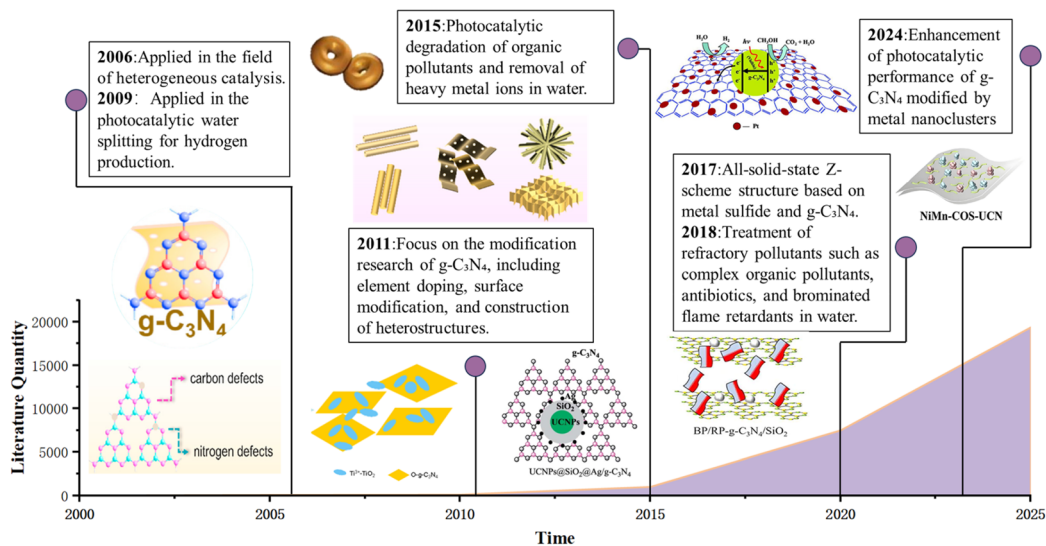 2006:Applied in the field
of heterogeneous catalysis.
2009: Applied in the
photocatalytic water
splitting for hydrogen
production.
2015:Photocatalytic
degradation of organic
pollutants and removal of
heavy metal ions in water.
H₂O
H₂
hv
CH₃OH
CO₂ + H₂O
g-C₃N₄
— Pt
2024:Enhancement
of photocatalytic
performance of g-
C₃N₄ modified by
metal nanoclusters
NiMn-COS-UCN
2017:All-solid-state Z-
scheme structure based on
metal sulfide and g-C₃N₄.
2018:Treatment of
refractory pollutants such as
complex organic pollutants,
antibiotics, and brominated
flame retardants in water.
2011:Focus on the modification
research of g-C₃N₄, including
element doping, surface
modification, and construction
of heterostructures.
g-C₃N₄
carbon defects
nitrogen defects
Ti³⁺-TiO₂
O-g-C₃N₄
g-C₃N₄
Ag
SiO₂
UCNPs
UCNPs@SiO₂@Ag/g-C₃N₄
BP/RP-g-C₃N₄/SiO₂
Literature Quantity
20000
15000
10000
5000
0
2000
2005
2010
2015
2020
2025
Time